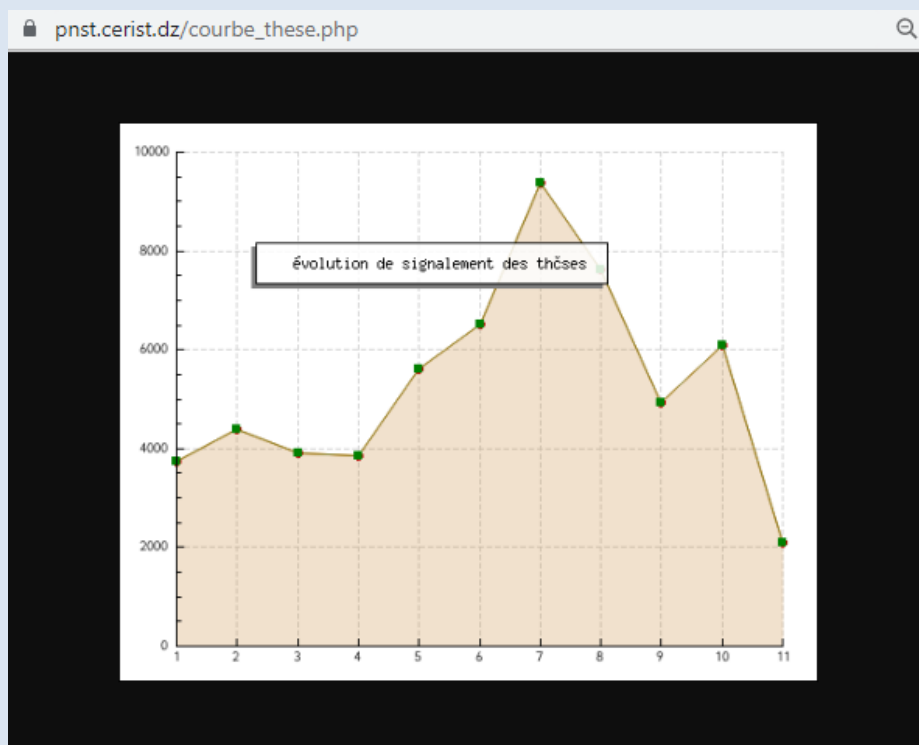 pnst.cerist.dz/courbe_these.php
10000
évolution de signalement des thčses
8000
6000
4000
2000
0
1 2 3 4 5 6 7 8 9 10 11